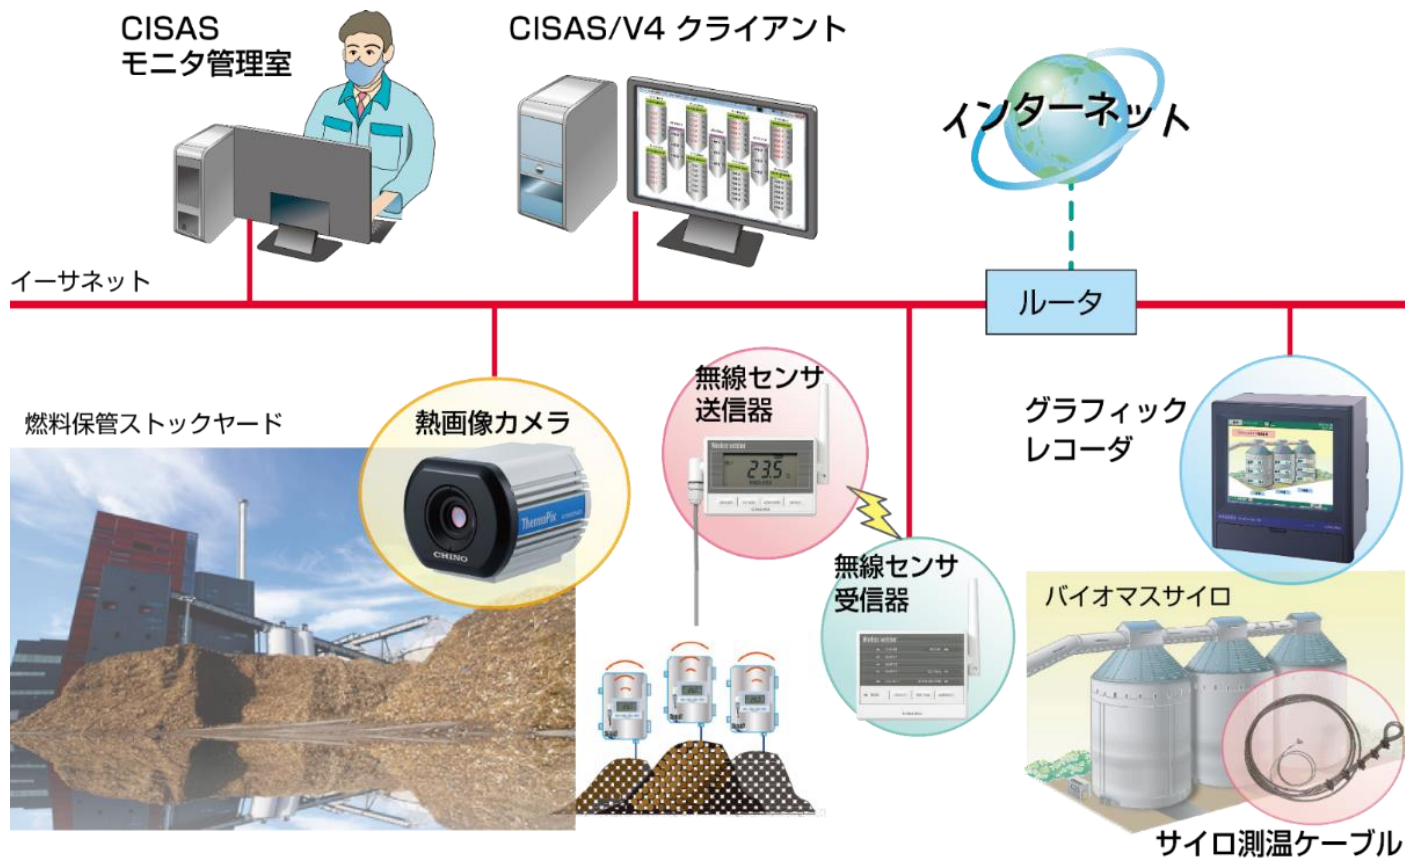 CISAS
モニタ管理室
CISAS/V4 クライアント
インターネット
イーサネット
ルータ
燃料保管ストックヤード
熱画像カメラ
ThermoPix
CHINO
無線センサ
送信器
23.5
無線センサ
受信器
グラフィック
レコーダ
バイオマスサイロ
サイロ測温ケーブル